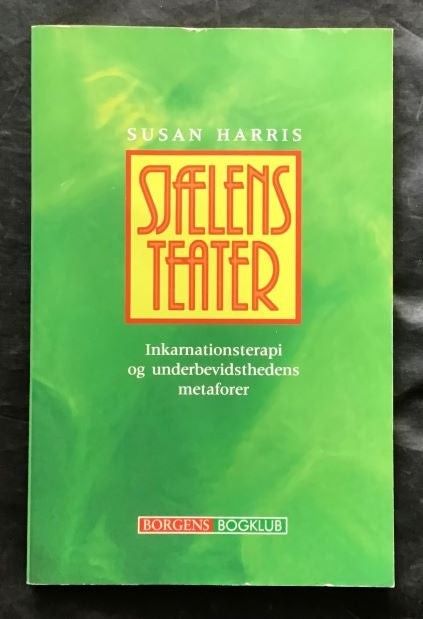 SUSAN HARRIS
SJÆLENS
TEATER
Inkarnationsterapi
og underbevidsthedens
metaforer
BORGENS BOGKLUB